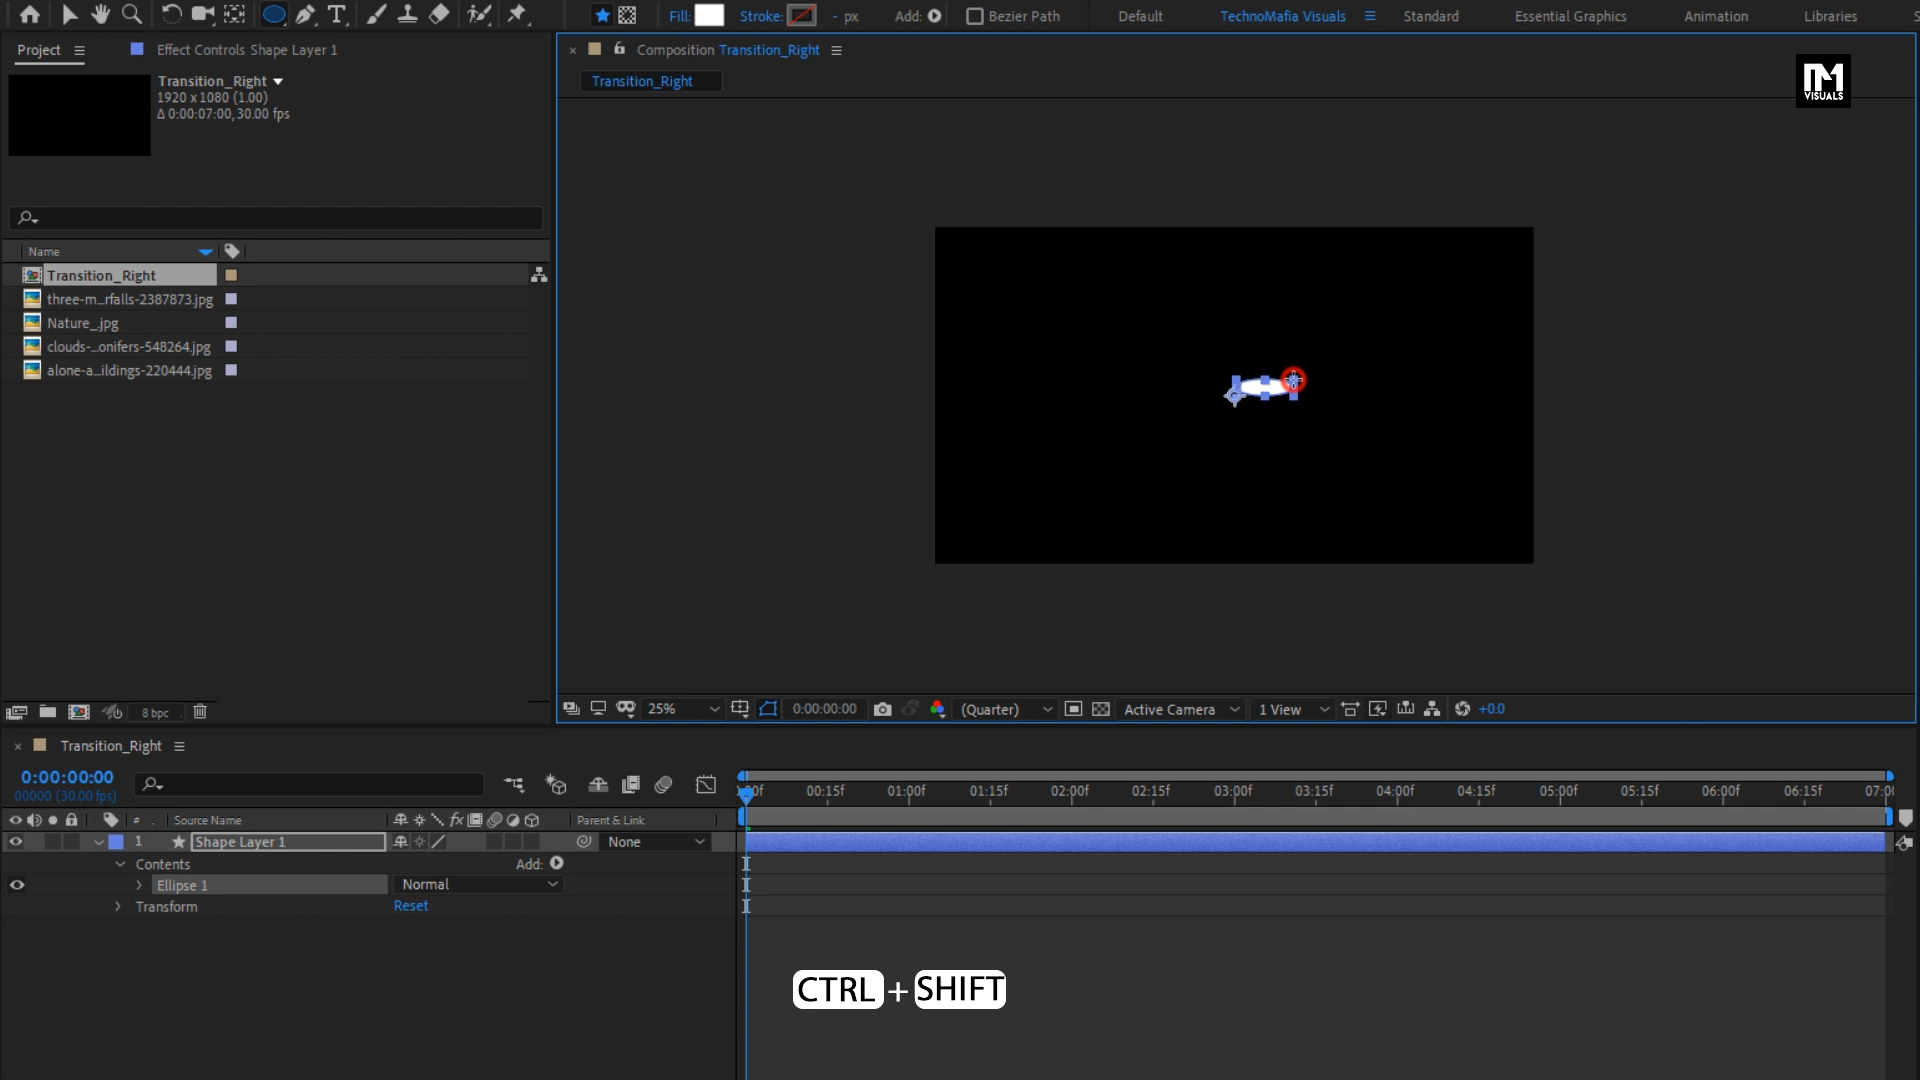 Fill:
Stroke:
- px
Add:
Bezier Path
Default
TechnoMafia Visuals
Standard
Essential Graphics
Animation
Libraries
Project
Effect Controls Shape Layer 1
Composition Transition_Right
Transition_Right
Transition_Right
1920 x 1080 (1.00)
Δ 0:00:07:00, 30.00 fps
VISUALS
Name
Transition_Right
three-m_rfalls-2387873.jpg
Nature_.jpg
clouds-_onifers-548264.jpg
alone-a_ildings-220444.jpg
8 bpc
25%
0:00:00:00
(Quarter)
Active Camera
1 View
+0.0
Transition_Right
0:00:00:00
00000 (30.00 fps)
00:15f
01:00f
01:15f
02:00f
02:15f
03:00f
03:15f
04:00f
04:15f
05:00f
05:15f
06:00f
06:15f
Source Name
Parent & Link
1
Shape Layer 1
None
Contents
Add:
Ellipse 1
Normal
Transform
Reset
CTRL + SHIFT